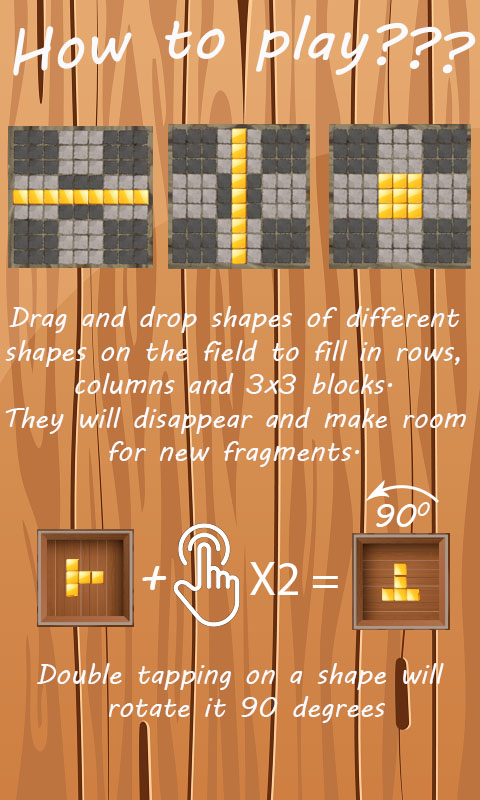 How to play???
Drag and drop shapes of different
shapes on the field to fill in rows,
columns and 3x3 blocks.
They will disappear and make room
for new fragments.
90⁰
+ X2 =
Double tapping on a shape will
rotate it 90 degrees